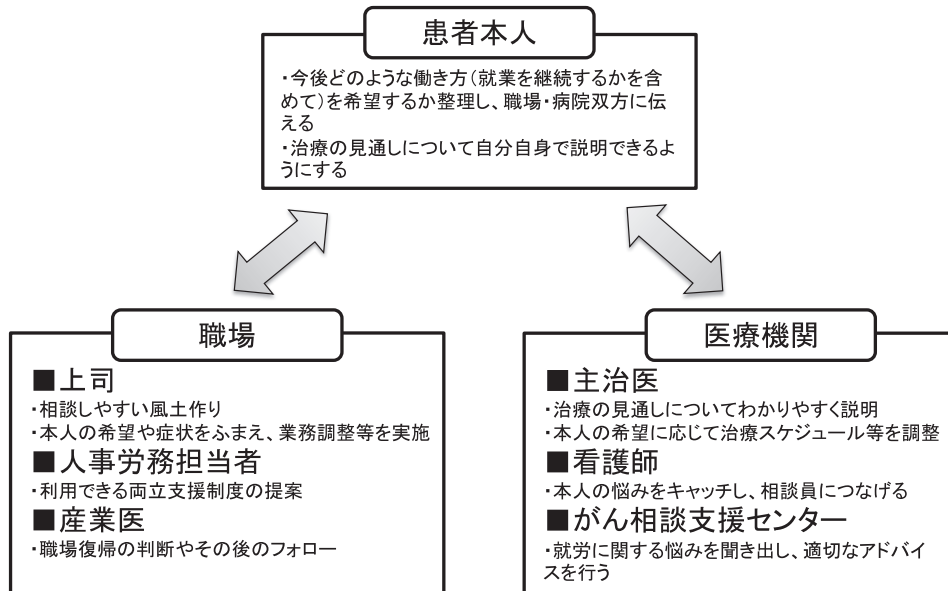 患者本人
・今後どのような働き方（就業を継続するかを含
めて）を希望するか整理し、職場・病院双方に伝
える
・治療の見通しについて自分自身で説明できるよ
うにする
職場
■上司
・相談しやすい風土作り
・本人の希望や症状をふまえ、業務調整等を実施
■人事労務担当者
・利用できる両立支援制度の提案
■産業医
・職場復帰の判断やその後のフォロー
医療機関
■主治医
・治療の見通しについてわかりやすく説明
・本人の希望に応じて治療スケジュール等を調整
■看護師
・本人の悩みをキャッチし、相談員につなげる
■がん相談支援センター
・就労に関する悩みを聞き出し、適切なアドバイ
スを行う